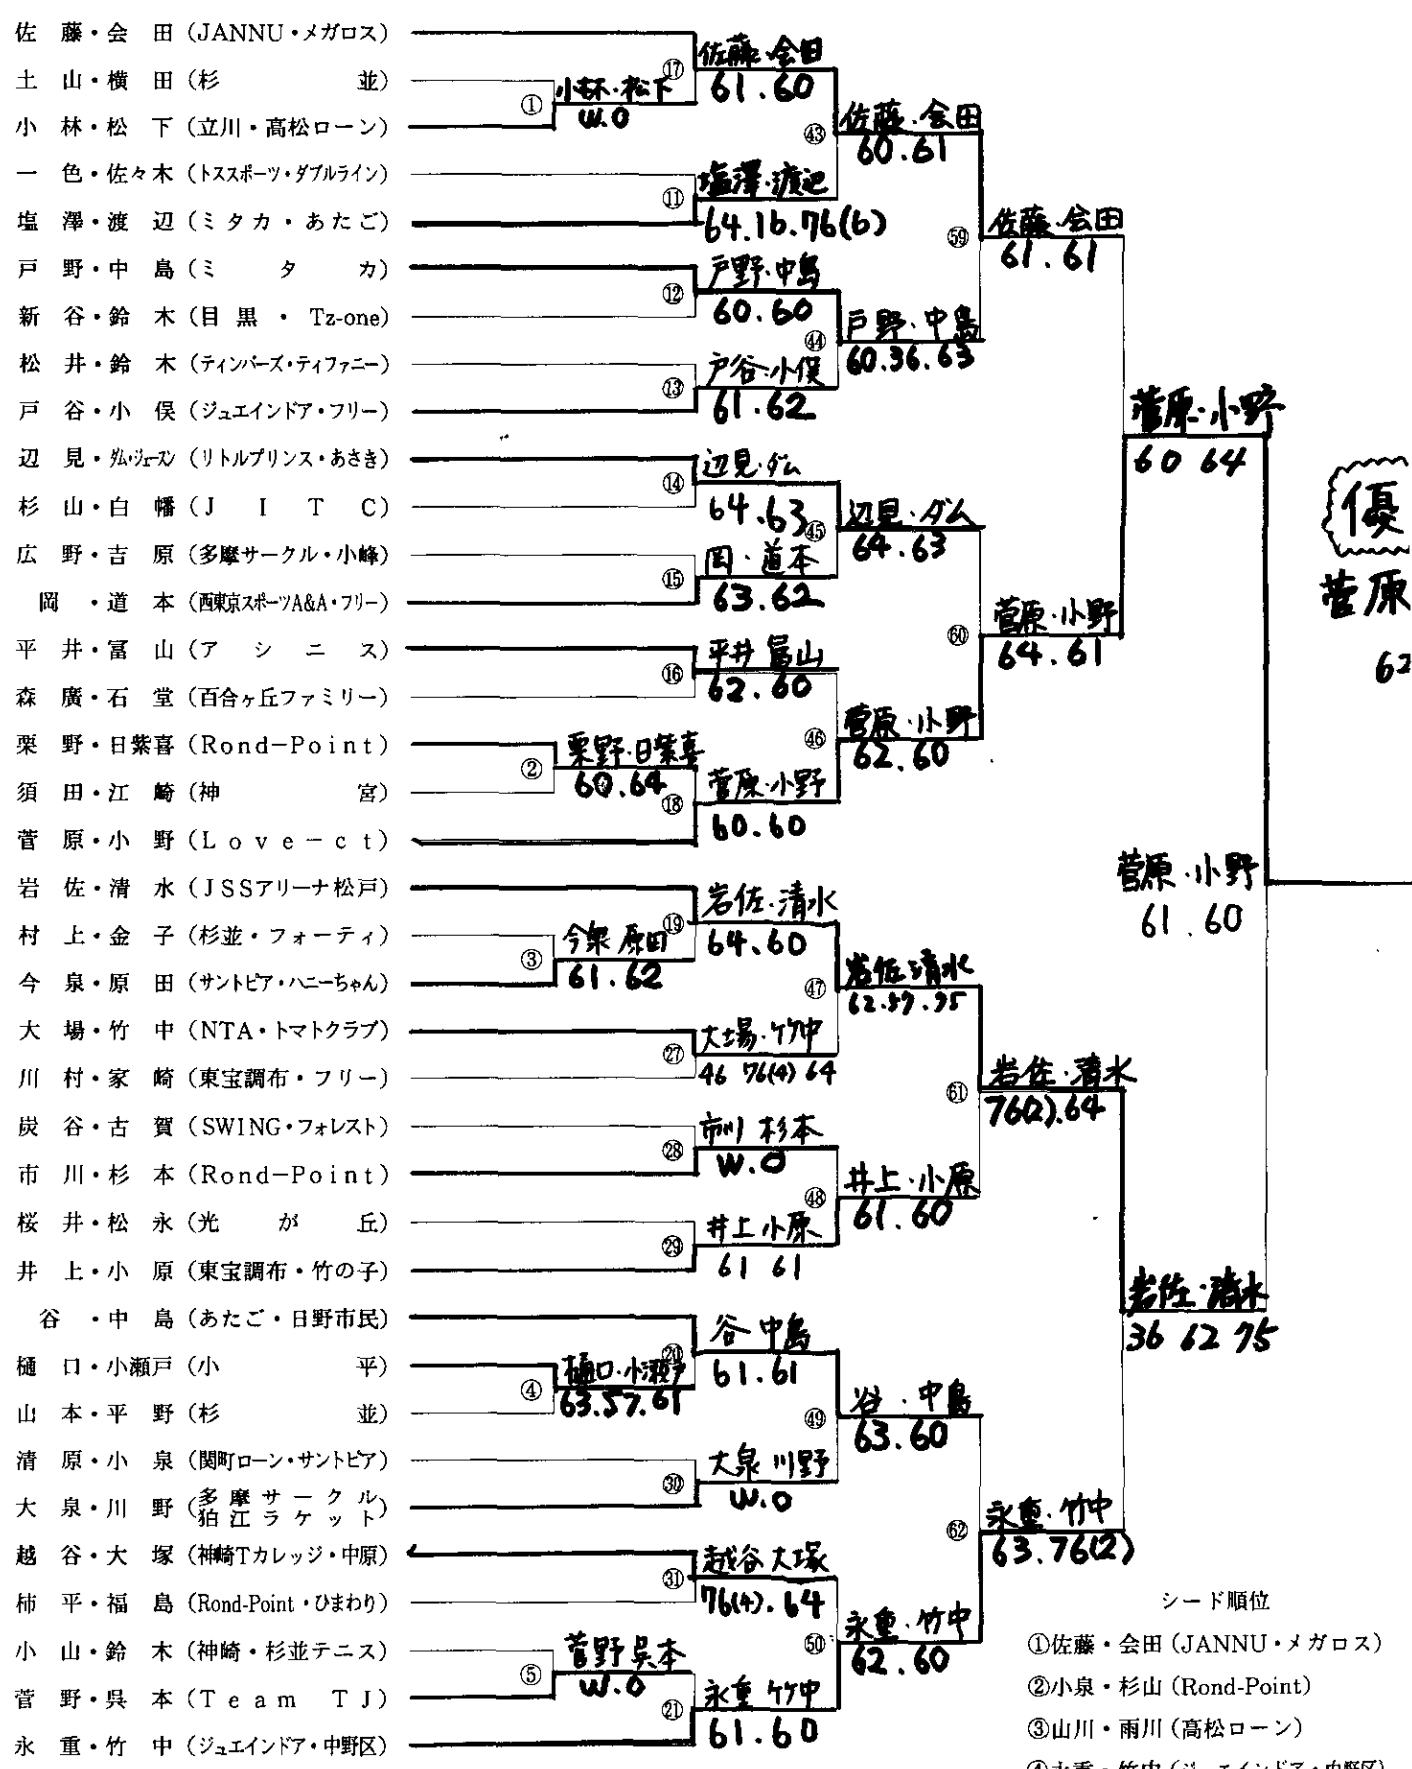 佐藤・会田（JANNU・メガロス）
土山・横田（杉並）
小林・松下（立川・高松ローン）
一色・佐々木（トススポーツ・ダブルライン）
塩澤・渡辺（ミタカ・あたご）
戸野・中島（ミタカ）
新谷・鈴木（目黒・Tz-one）
松井・鈴木（ティンバーズ・ティファニー）
戸谷・小俣（ジュエインドア・フリー）
辺見・ダム・ジェーズン（リトルプリンス・あさき）
杉山・白幡（JITC）
広野・吉原（多摩サークル・小峰）
岡・道本（西東京スポーツA&A・フリー）
平井・冨山（アシニス）
森廣・石堂（百合ヶ丘ファミリー）
栗野・日紫喜（Rond-Point）
須田・江崎（神宮）
菅原・小野（Love-ct）
岩佐・清水（JSSアリーナ松戸）
村上・金子（杉並・フォーティ）
今泉・原田（サントピア・ハニーちゃん）
大場・竹中（NTA・トマトクラブ）
川村・家崎（東宝調布・フリー）
炭谷・古賀（SWING・フォレスト）
市川・杉本（Rond-Point）
桜井・松永（光が丘）
井上・小原（東宝調布・竹の子）
谷・中島（あたご・日野市民）
樋口・小瀬戸（小平）
山本・平野（杉並）
清原・小泉（関町ローン・サントピア）
大泉・川野（多摩サークル 狛江ラケット）
越谷・大塚（神崎Tカレッジ・中原）
柿平・福島（Rond-Point・ひまわり）
小山・鈴木（神崎・杉並テニス）
菅野・呉本（Team TJ）
永重・竹中（ジュエインドア・中野区）
① 小林・松下
W.O
② 栗野・日紫喜
60.64
③ 今泉 原田
61.62
④ 樋口・小瀬戸
63.57.61
⑤ 菅野 呉本
W.O
⑰ 佐藤・会田
61.60
⑪ 塩澤・渡辺
64.16.76(6)
⑫ 戸野・中島
60.60
⑬ 戸谷・小俣
61.62
⑭ 辺見・ダム
64.63
⑮ 岡・道本
63.62
⑯ 平井 冨山
62.60
⑱ 菅原・小野
60.60
⑲ 岩佐・清水
64.60
㉗ 大場・竹中
46 76(4) 64
㉘ 市川 杉本
W.O
㉙ 井上 小原
61 61
⑳ 谷 中島
61.61
㉚ 大泉 川野
W.O
㉛ 越谷 大塚
76(4).64
㉑ 永重 竹中
61.60
㊸ 佐藤・会田
60.61
㊹ 戸野・中島
60.36.63
㊺ 辺見・ダム
64.63
㊻ 菅原・小野
62.60
㊼ 岩佐 清水
62.57.75
㊽ 井上・小原
61.60
㊾ 谷・中島
63.60
㊿ 永重・竹中
62.60
59 佐藤・会田
61.61
60 菅原・小野
64.61
61 岩佐・清水
76(2).64
62 永重・竹中
63.76(2)
菅原・小野
60 64
岩佐・清水
36 62 75
菅原・小野
61.60
優
菅原
62
シード順位
①佐藤・会田（JANNU・メガロス）
②小泉・杉山（Rond-Point）
③山川・雨川（高松ローン）
④永重・竹中（ジュエインドア・中野区）